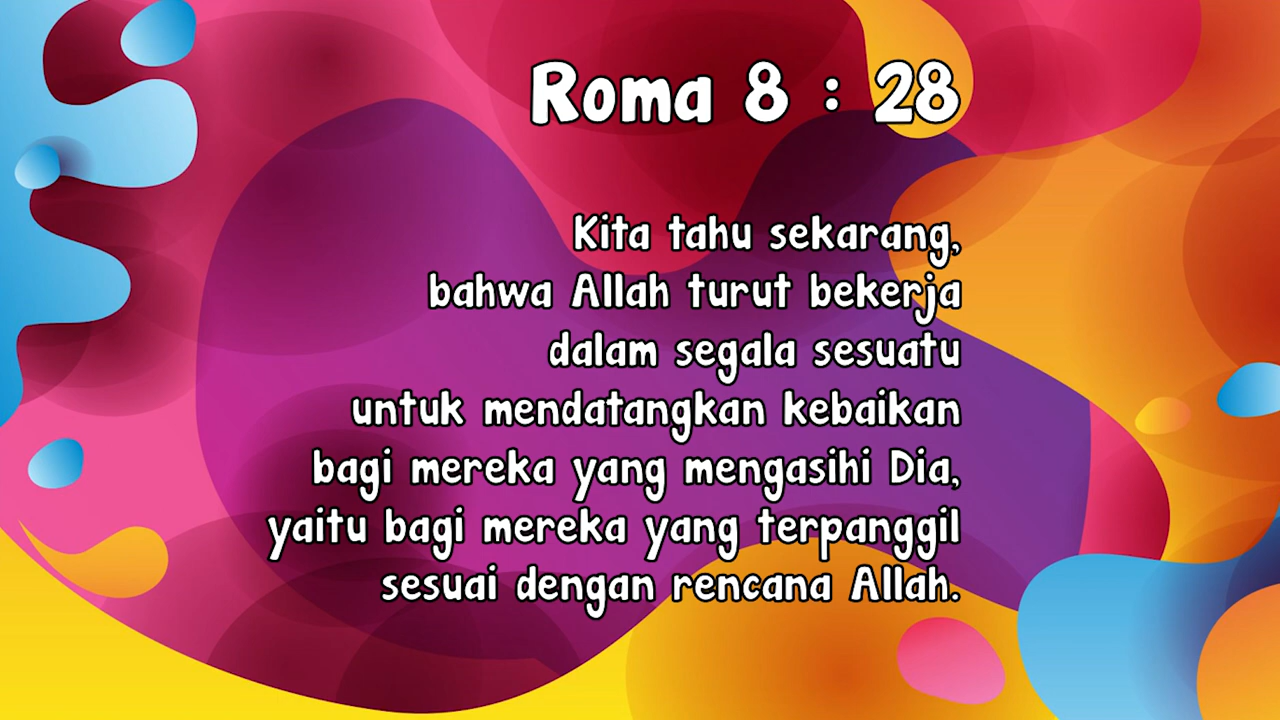 Roma 8 : 28
Kita tahu sekarang,
bahwa Allah turut bekerja
dalam segala sesuatu
untuk mendatangkan kebaikan
bagi mereka yang mengasihi Dia,
yaitu bagi mereka yang terpanggil
sesuai dengan rencana Allah.